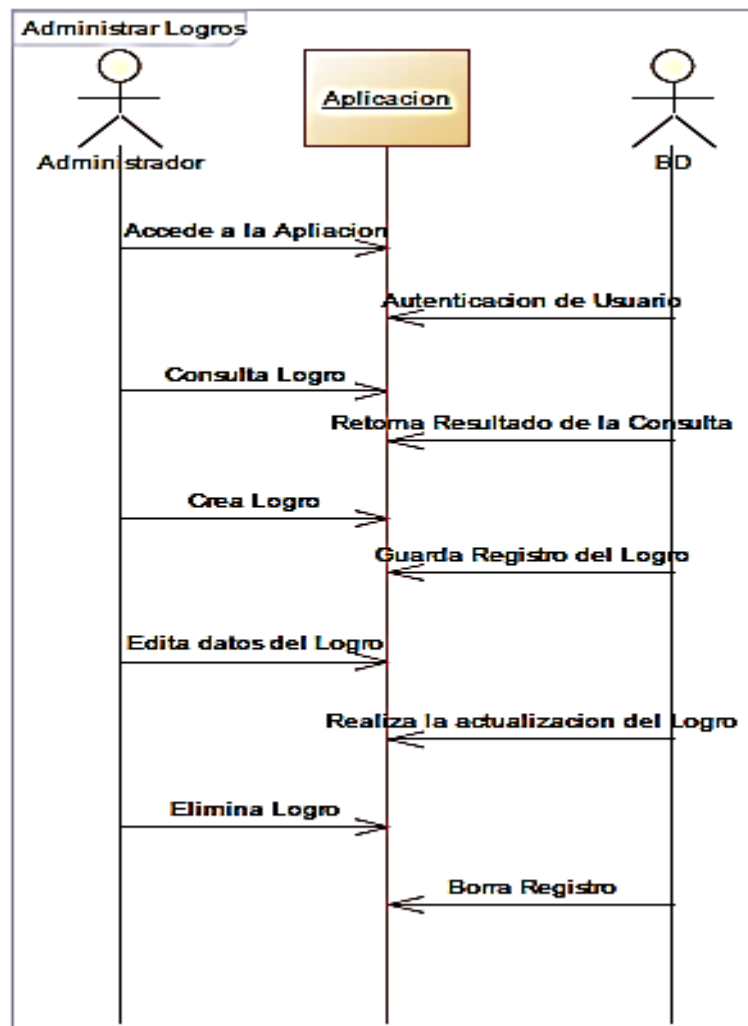 Administrar Logros
Aplicacion
Administrador
BD
Accede a la Apliacion
Autenticacion de Usuario
Consulta Logro
Retorna Resultado de la Consulta
Crea Logro
Guarda Registro del Logro
Edita datos del Logro
Realiza la actualizacion del Logro
Elimina Logro
Borra Registro